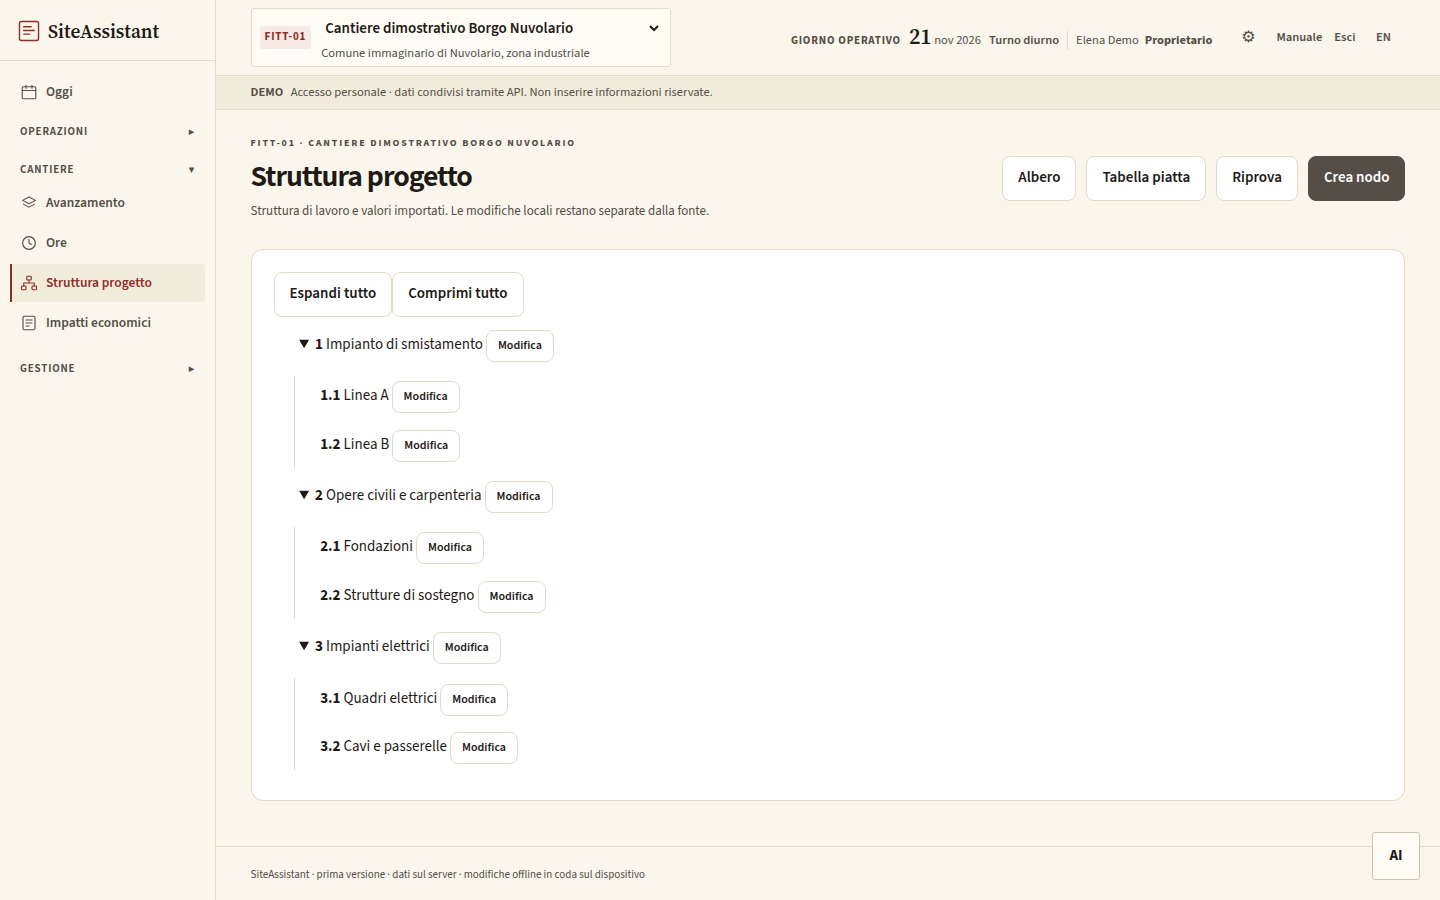 SiteAssistant
FITT-01
Cantiere dimostrativo Borgo Nuvolario
Comune immaginario di Nuvolario, zona industriale
GIORNO OPERATIVO 21 nov 2026 Turno diurno Elena Demo Proprietario
⚙ Manuale Esci EN
DEMO Accesso personale · dati condivisi tramite API. Non inserire informazioni riservate.
Oggi
OPERAZIONI ▸
CANTIERE ▾
Avanzamento
Ore
Struttura progetto
Impatti economici
GESTIONE ▸
FITT-01 · CANTIERE DIMOSTRATIVO BORGO NUVOLARIO
Struttura progetto
Struttura di lavoro e valori importati. Le modifiche locali restano separate dalla fonte.
Albero Tabella piatta Riprova Crea nodo
Espandi tutto Comprimi tutto
▼ 1 Impianto di smistamento Modifica
1.1 Linea A Modifica
1.2 Linea B Modifica
▼ 2 Opere civili e carpenteria Modifica
2.1 Fondazioni Modifica
2.2 Strutture di sostegno Modifica
▼ 3 Impianti elettrici Modifica
3.1 Quadri elettrici Modifica
3.2 Cavi e passerelle Modifica
SiteAssistant · prima versione · dati sul server · modifiche offline in coda sul dispositivo
AI